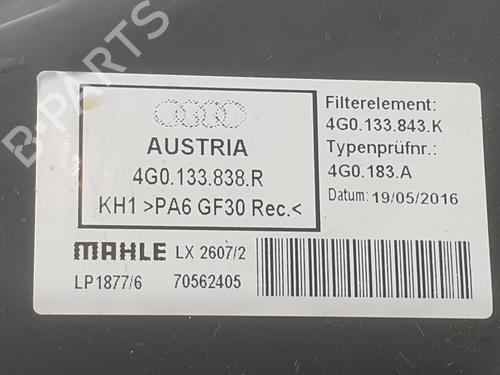 B-PARTS
AUSTRIA
4G0.133.838.R
KH1 >PA6 GF30 Rec.<
Filterelement:
4G0.133.843.K
Typenprüfnr.:
4G0.183.A
Datum: 19/05/2016
MAHLE LX 2607/2
LP1877/6 70562405